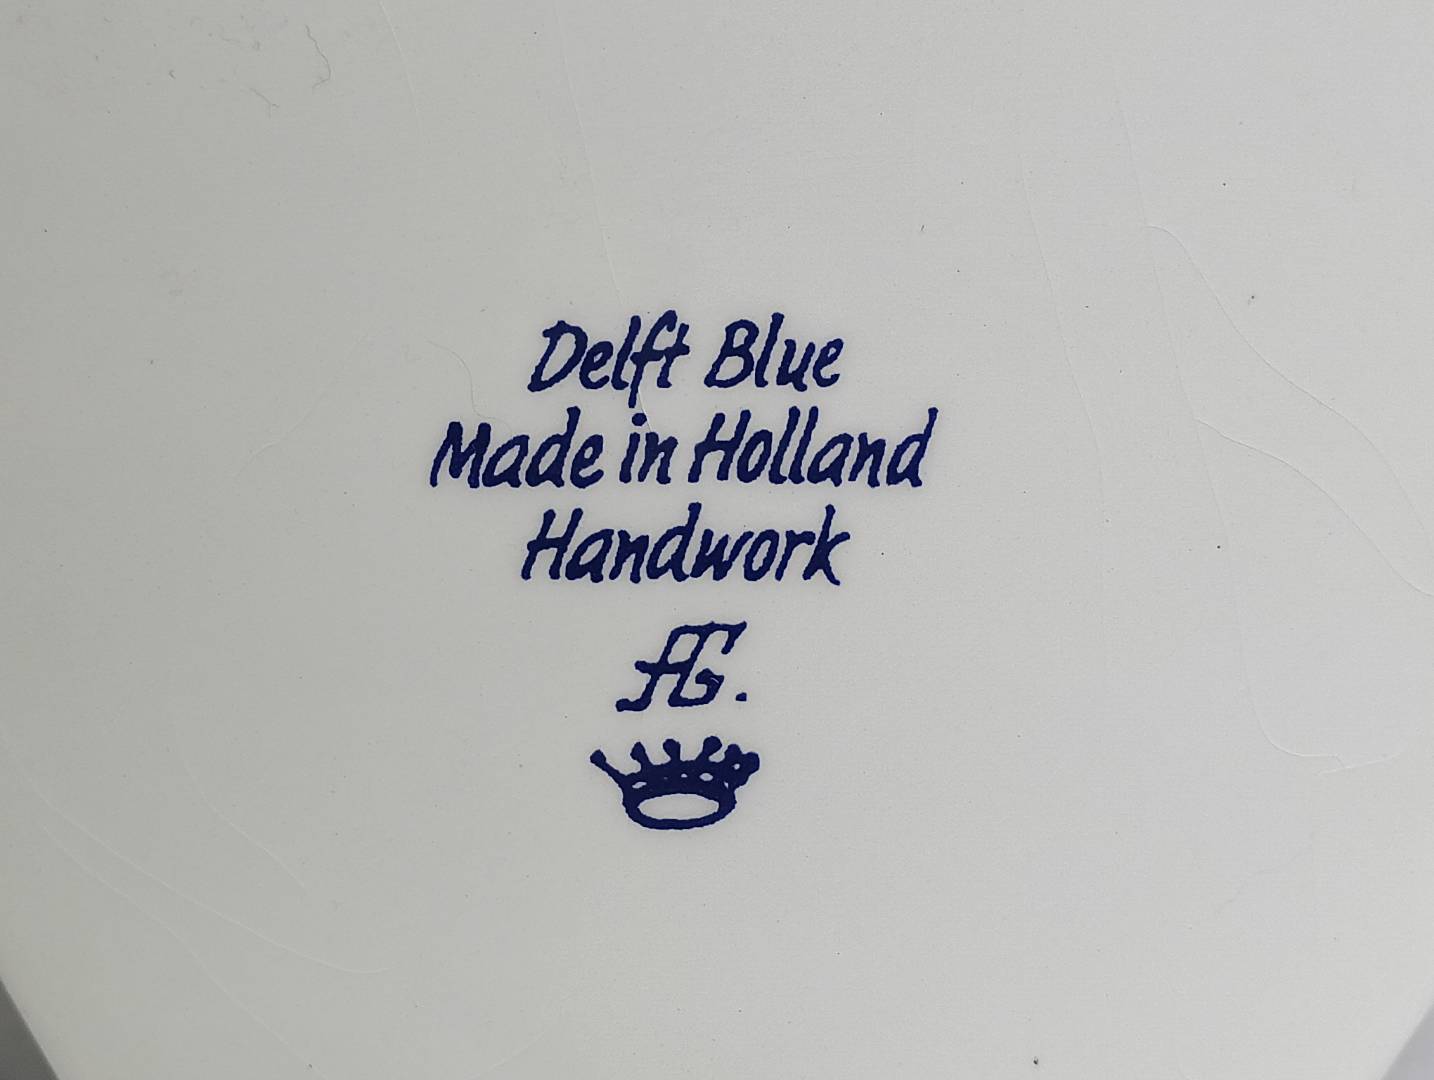 Delft Blue
Made in Holland
Handwork
AG.